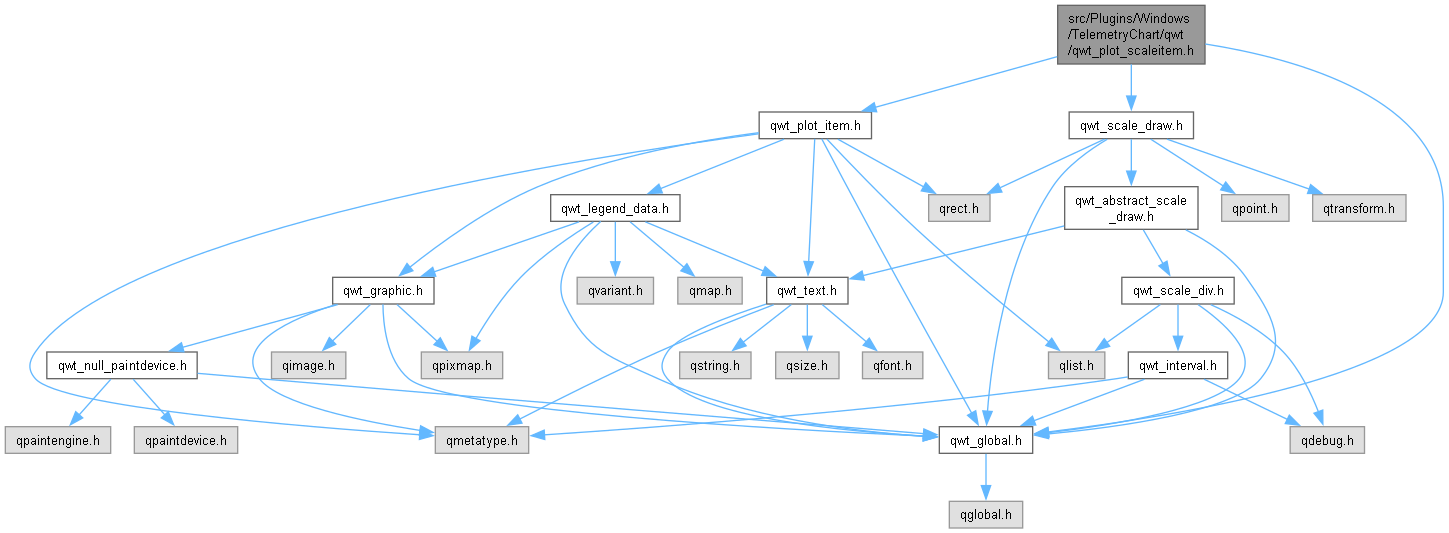 src/Plugins/Windows
/TelemetryChart/qwt
/qwt_plot_scaleitem.h
qwt_plot_item.h
qwt_scale_draw.h
qwt_legend_data.h
qrect.h
qwt_abstract_scale
_draw.h
qpoint.h
qtransform.h
qwt_graphic.h
qvariant.h
qmap.h
qwt_text.h
qwt_scale_div.h
qwt_null_paintdevice.h
qimage.h
qpixmap.h
qstring.h
qsize.h
qfont.h
qlist.h
qwt_interval.h
qpaintengine.h
qpaintdevice.h
qmetatype.h
qwt_global.h
qdebug.h
qglobal.h